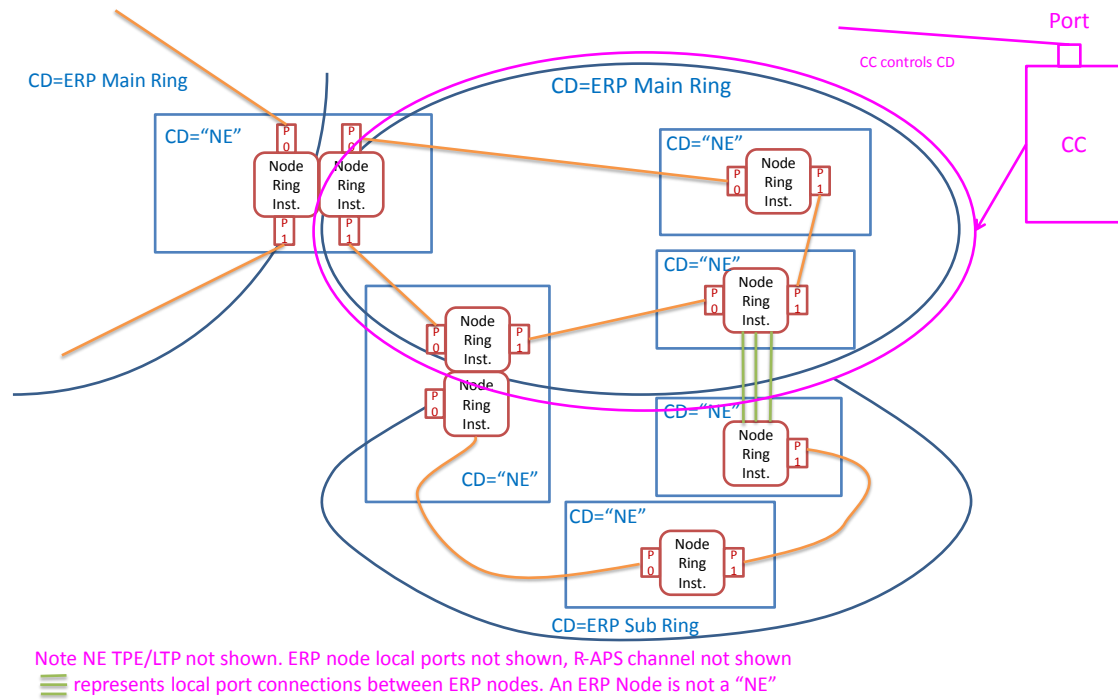 Port
CD=ERP Main Ring
CC controls CD
CD=ERP Main Ring
CC
CD="NE"
P
0
Node
Ring
Inst.
P
1
P
0
Node
Ring
Inst.
P
1
CD="NE"
P
0
Node
Ring
Inst.
P
1
CD="NE"
P
0
Node
Ring
Inst.
P
1
P
0
Node
Ring
Inst.
P
1
P
0
Node
Ring
Inst.
CD="NE"
CD="NE"
Node
Ring
Inst.
P
1
CD="NE"
P
0
Node
Ring
Inst.
P
1
CD=ERP Sub Ring
Note NE TPE/LTP not shown. ERP node local ports not shown, R-APS channel not shown
represents local port connections between ERP nodes. An ERP Node is not a "NE"